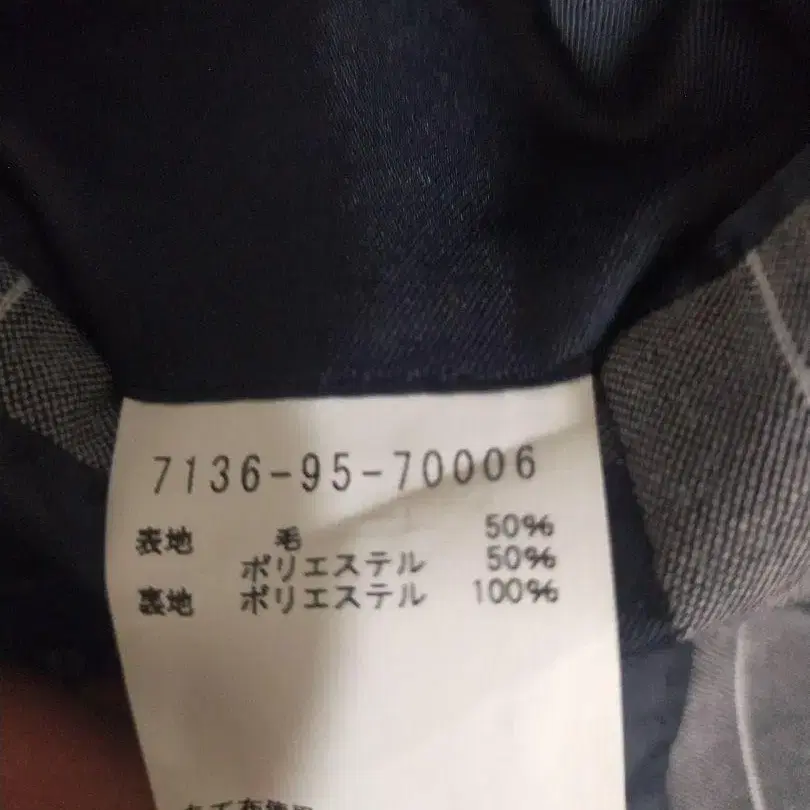 7136-95-70006
表地 毛 50%
ポリエステル 50%
裏地 ポリエステル 100%